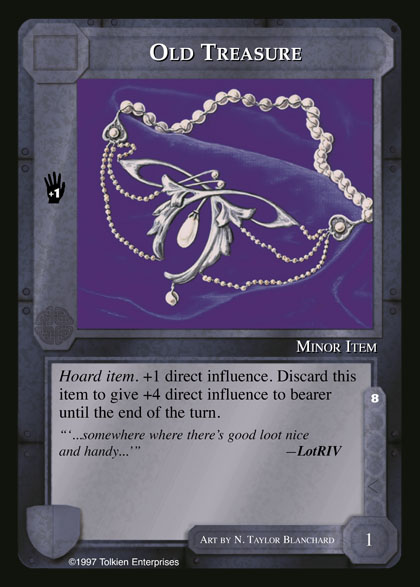 OLD TREASURE
+1
MINOR ITEM
Hoard item. +1 direct influence. Discard this
item to give +4 direct influence to bearer
until the end of the turn.
8
“‘...somewhere where there’s good loot nice
and handy...’” —LotRIV
ART BY N. TAYLOR BLANCHARD
1
©1997 Tolkien Enterprises